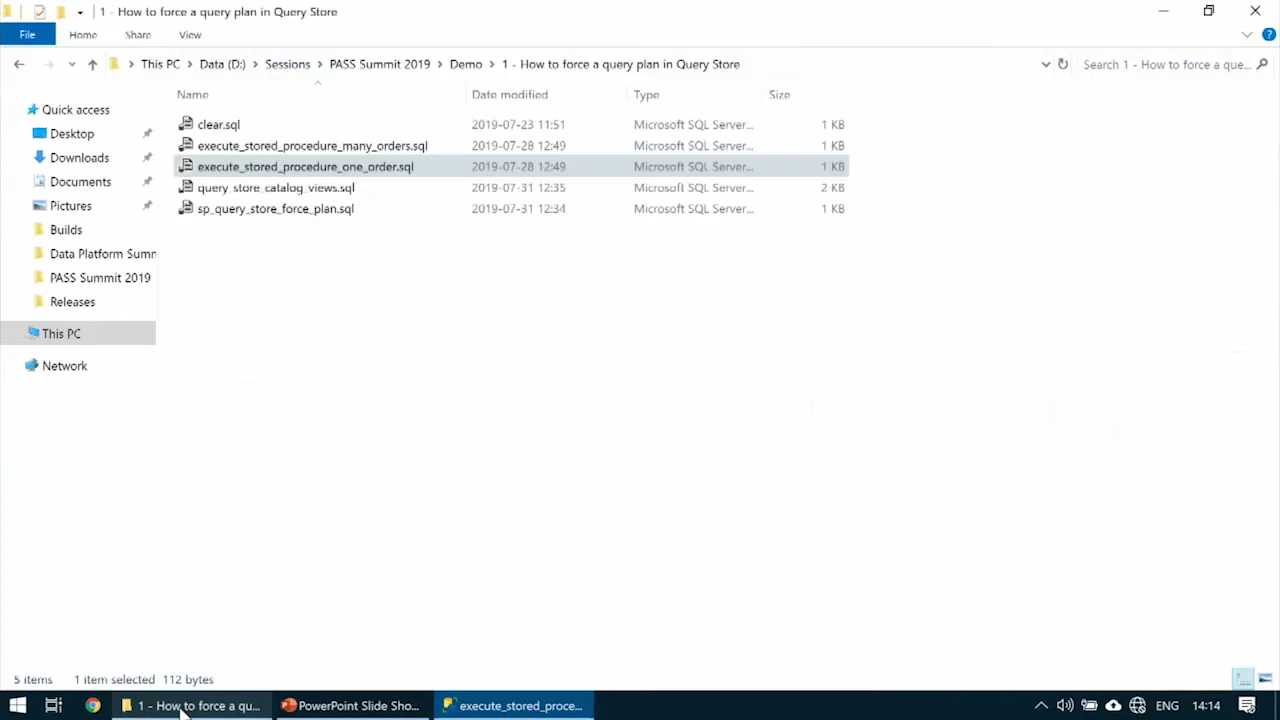 1 - How to force a query plan in Query Store
File Home Share View
This PC Data (D:) Sessions PASS Summit 2019 Demo 1 - How to force a query plan in Query Store Search 1 - How to force a que...
Name Date modified Type Size
Quick access
Desktop
Downloads
Documents
Pictures
Builds
Data Platform Sumn
PASS Summit 2019
Releases
This PC
Network
clear.sql 2019-07-23 11:51 Microsoft SQL Server... 1 KB
execute_stored_procedure_many_orders.sql 2019-07-28 12:49 Microsoft SQL Server... 1 KB
execute_stored_procedure_one_order.sql 2019-07-28 12:49 Microsoft SQL Server... 1 KB
query_store_catalog_views.sql 2019-07-31 12:35 Microsoft SQL Server... 2 KB
sp_query_store_force_plan.sql 2019-07-31 12:34 Microsoft SQL Server... 1 KB
5 items 1 item selected 112 bytes
1 - How to force a qu... PowerPoint Slide Sho... execute_stored_proce... ENG 14:14